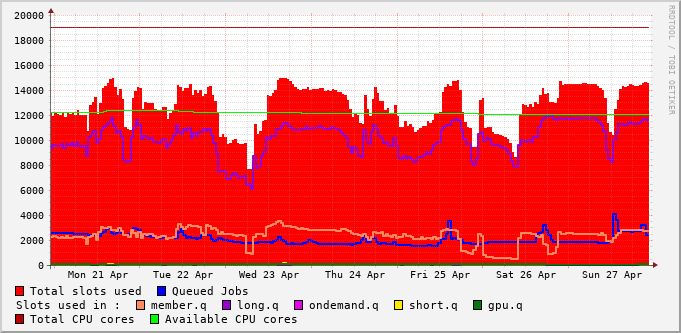 20000
18000
16000
14000
12000
10000
8000
6000
4000
2000
0
Mon 21 Apr Tue 22 Apr Wed 23 Apr Thu 24 Apr Fri 25 Apr Sat 26 Apr Sun 27 Apr
Total slots used Queued Jobs
Slots used in : member.q long.q ondemand.q short.q gpu.q
Total CPU cores Available CPU cores
RRDTOOL / TOBI OETIKER